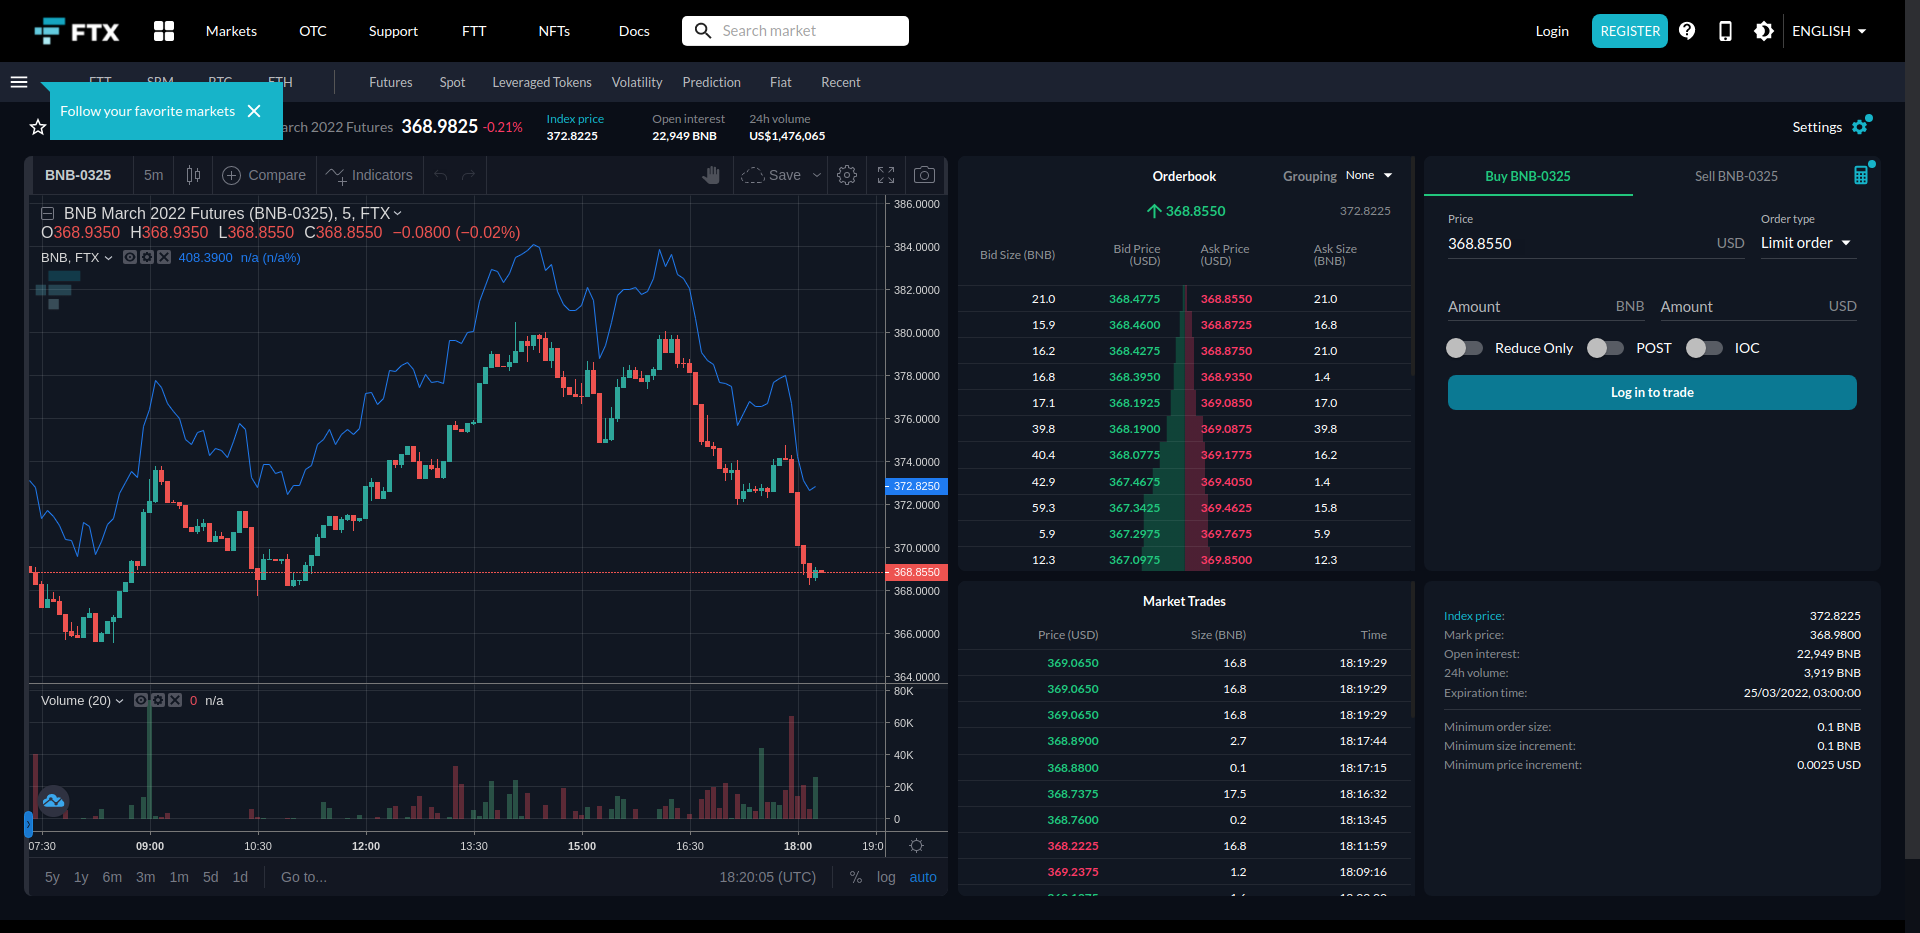 FTX Markets OTC Support FTT NFTs Docs Search market Login REGISTER ENGLISH
Futures Spot Leveraged Tokens Volatility Prediction Fiat Recent
Follow your favorite markets
March 2022 Futures 368.9825 -0.21%
Index price
372.8225
Open interest
22,949 BNB
24h volume
US$1,476,065
Settings
BNB-0325 5m Compare Indicators Save
BNB March 2022 Futures (BNB-0325), 5, FTX
O368.9350 H368.9350 L368.8550 C368.8550 −0.0800 (−0.02%)
BNB, FTX 408.3900 n/a (n/a%)
386.0000
384.0000
382.0000
380.0000
378.0000
376.0000
374.0000
372.8250
372.0000
370.0000
368.8550
368.0000
366.0000
364.0000
Volume (20) 0 n/a
80K
60K
40K
20K
0
07:30 09:00 10:30 12:00 13:30 15:00 16:30 18:00 19:0
5y 1y 6m 3m 1m 5d 1d Go to... 18:20:05 (UTC) % log auto
Orderbook Grouping None
368.8550 372.8225
Bid Size (BNB) Bid Price (USD) Ask Price (USD) Ask Size (BNB)
21.0 368.4775 368.8550 21.0
15.9 368.4600 368.8725 16.8
16.2 368.4275 368.8750 21.0
16.8 368.3950 368.9350 1.4
17.1 368.1925 369.0850 17.0
39.8 368.1900 369.0875 39.8
40.4 368.0775 369.1775 16.2
42.9 367.4675 369.4050 1.4
59.3 367.3425 369.4625 15.8
5.9 367.2975 369.7675 5.9
12.3 367.0975 369.8500 12.3
Market Trades
Price (USD) Size (BNB) Time
369.0650 16.8 18:19:29
369.0650 16.8 18:19:29
369.0650 16.8 18:19:29
368.8900 2.7 18:17:44
368.8800 0.1 18:17:15
368.7375 17.5 18:16:32
368.7600 0.2 18:13:45
368.2225 16.8 18:11:59
369.2375 1.2 18:09:16
Buy BNB-0325 Sell BNB-0325
Price Order type
368.8550 USD Limit order
Amount BNB Amount USD
Reduce Only POST IOC
Log in to trade
Index price: 372.8225
Mark price: 368.9800
Open interest: 22,949 BNB
24h volume: 3,919 BNB
Expiration time: 25/03/2022, 03:00:00
Minimum order size: 0.1 BNB
Minimum size increment: 0.1 BNB
Minimum price increment: 0.0025 USD